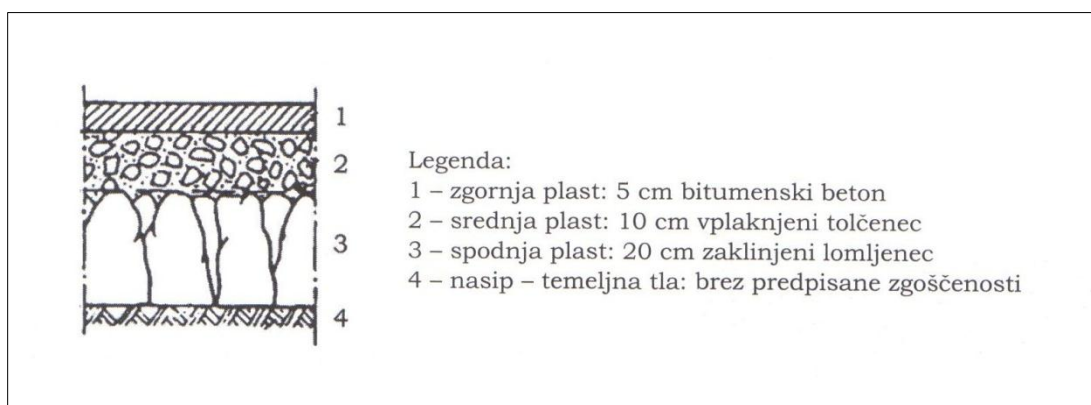 1
2
3
4
Legenda:
1 – zgornja plast: 5 cm bitumenski beton
2 – srednja plast: 10 cm vplaknjeni tolčenec
3 – spodnja plast: 20 cm zaklinjeni lomljenec
4 – nasip – temeljna tla: brez predpisane zgoščenosti